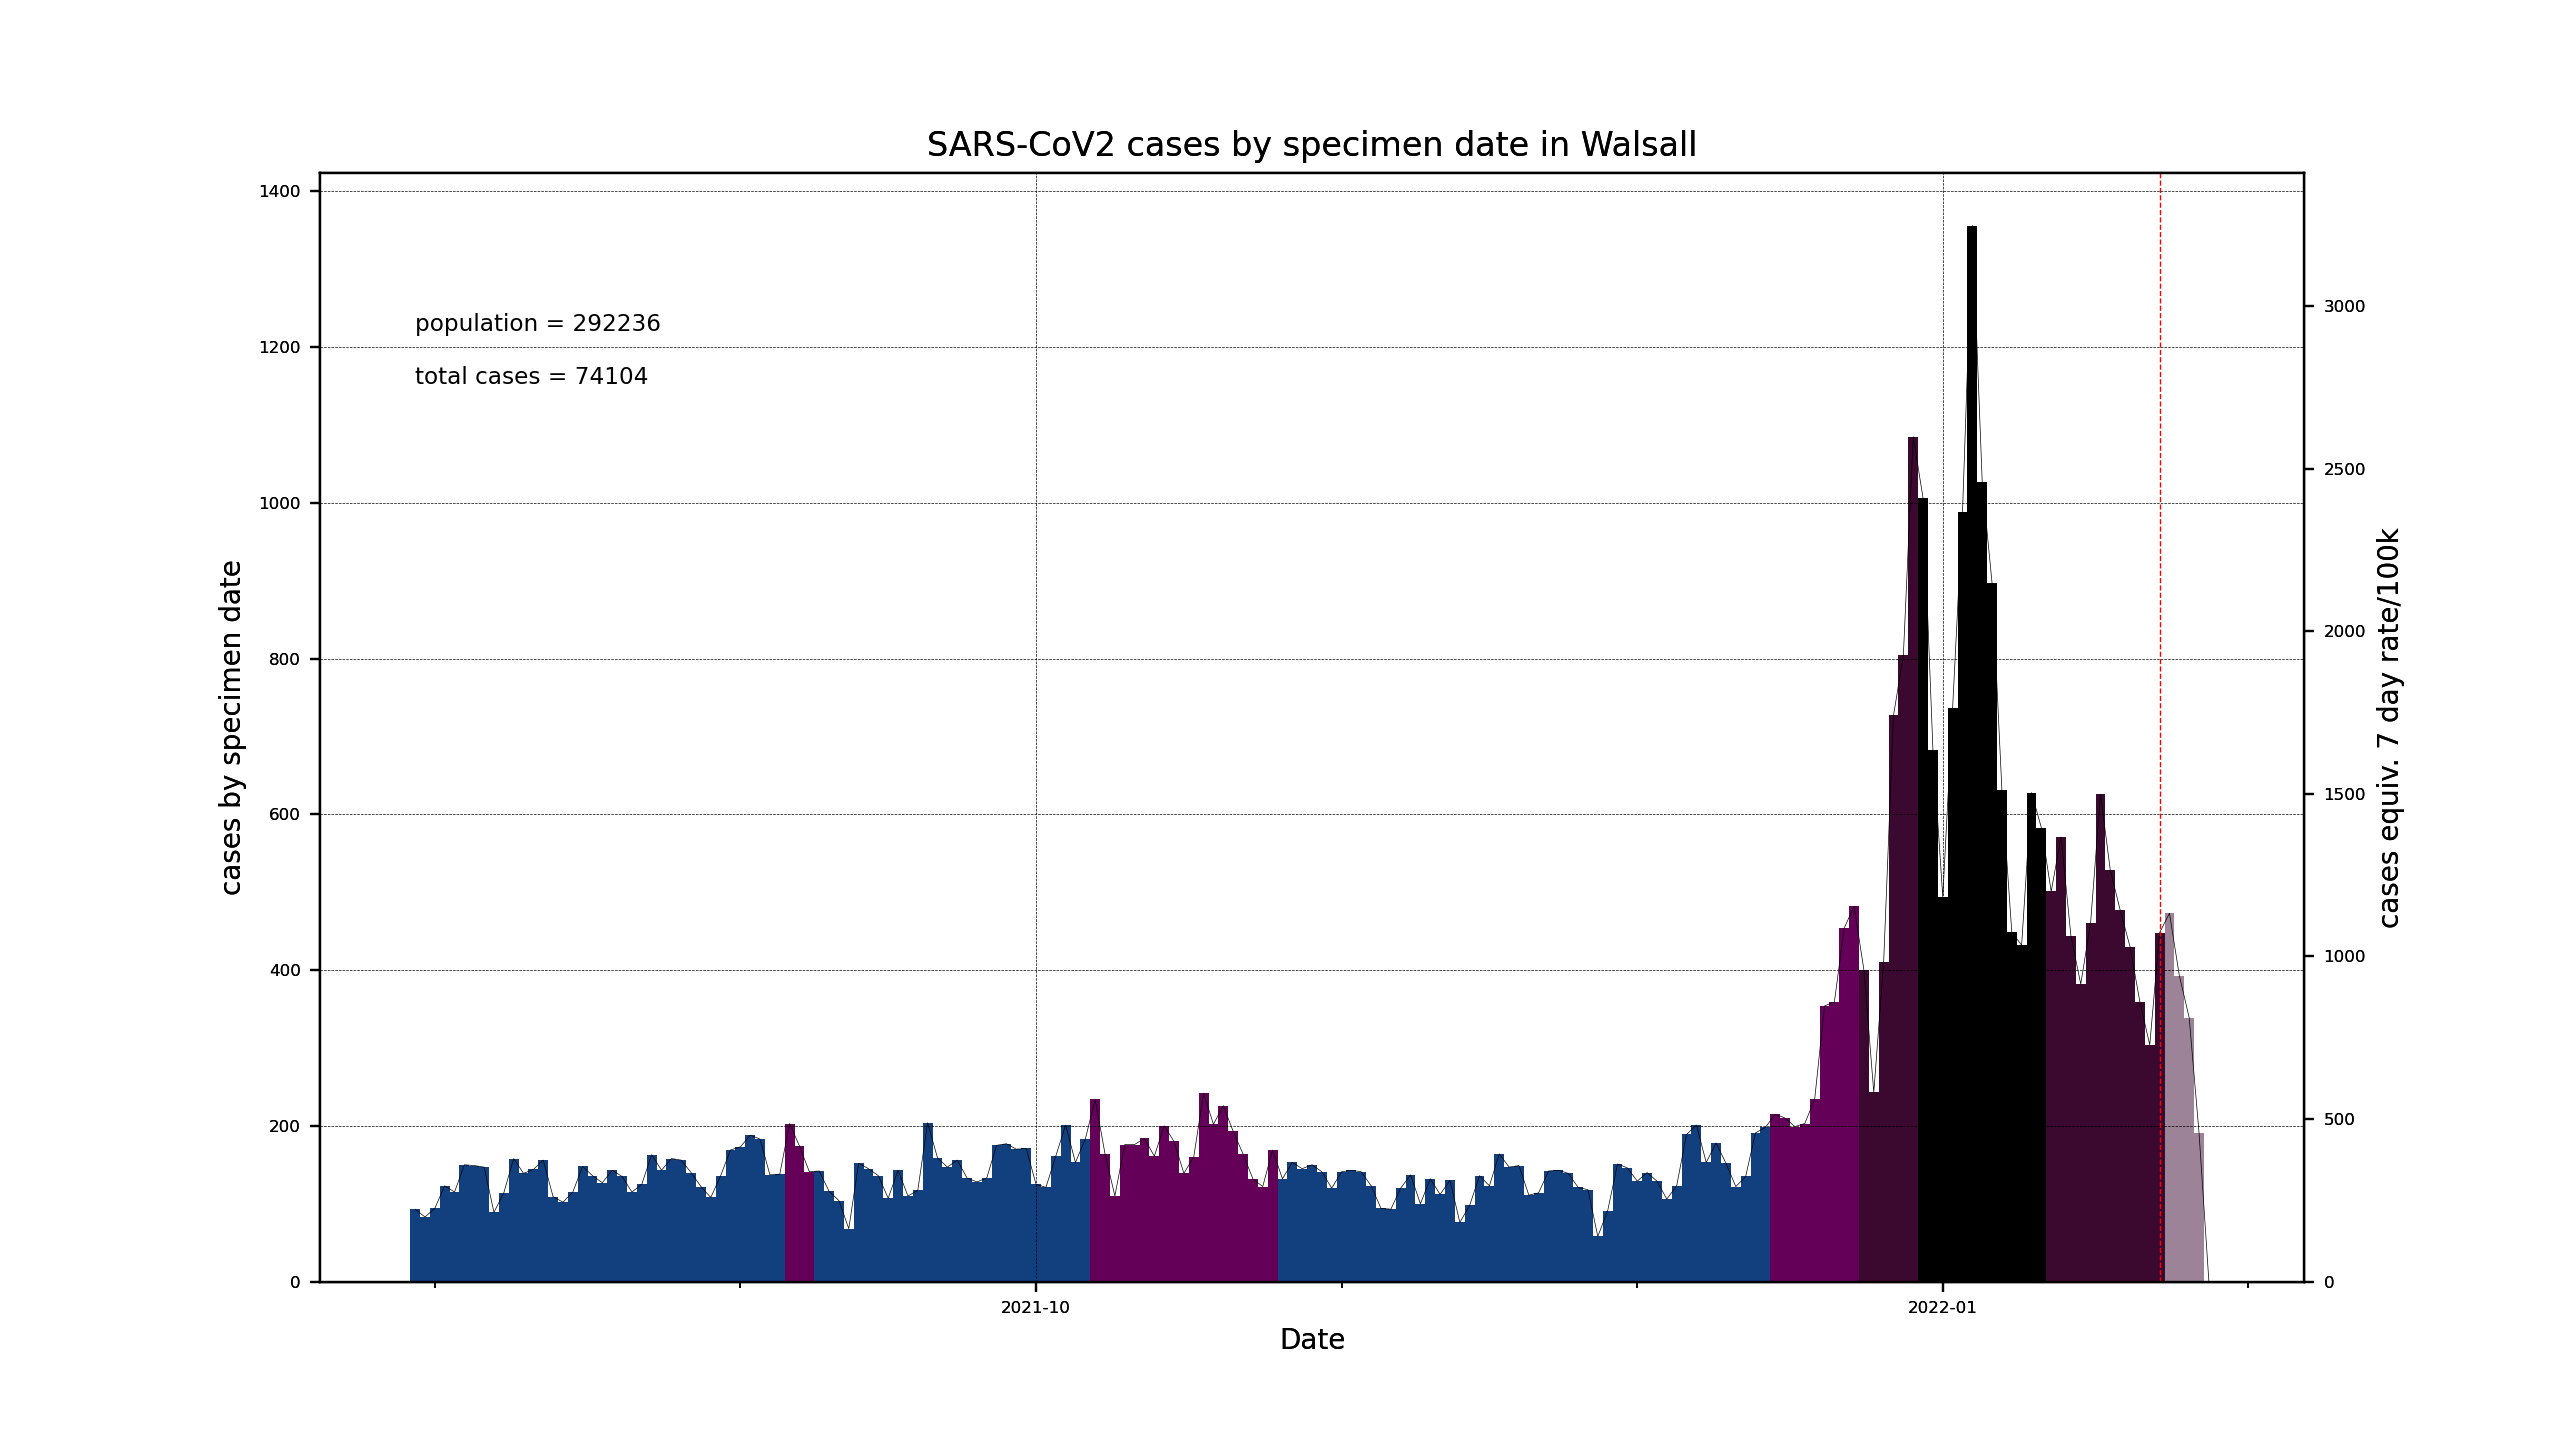 SARS-CoV2 cases by specimen date in Walsall
population = 292236
total cases = 74104
cases by specimen date
1400
1200
1000
800
600
400
200
0
3000
2500
2000
1500
1000
500
0
cases equiv. 7 day rate/100k
2021-10
2022-01
Date